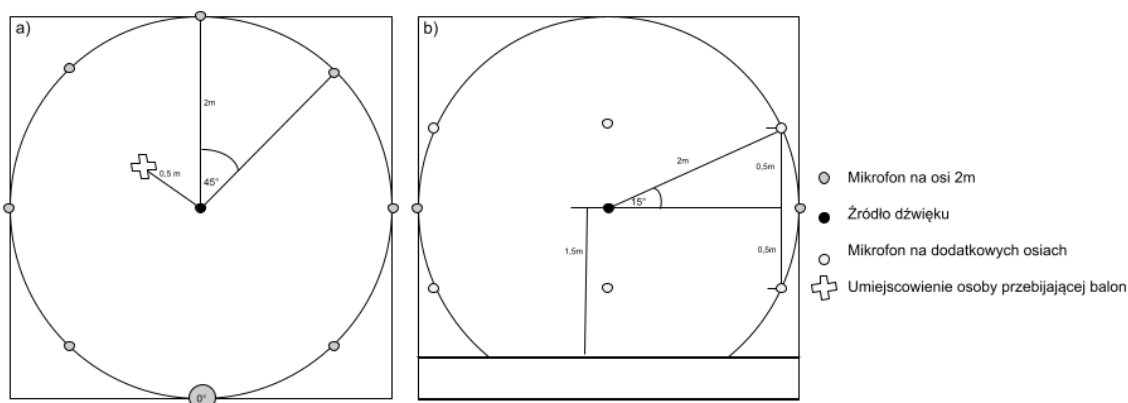 a)
2m
0,5 m
45°
0°
b)
2m
0,5m
15°
0,5m
1,5m
Mikrofon na osi 2m
Źródło dźwięku
Mikrofon na dodatkowych osiach
Umiejscowienie osoby przebijającej balon